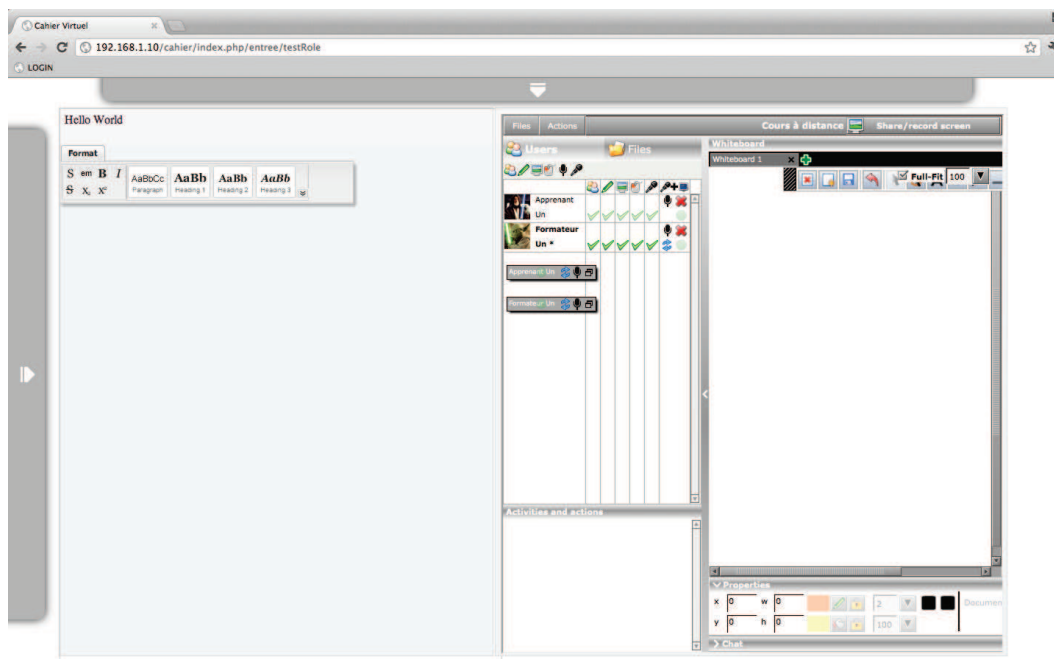 Cahier Virtuel
192.168.1.10/cahier/index.php/entree/testRole
LOGIN
Hello World
Format
S em B I
S X, X²
AaBbCc AaBb AaBb AaBb
Paragraph Heading 1 Heading 2 Heading 3
Files Actions Cours à distance Share/record screen
Users Files
Apprenant
Un
Formateur
Un *
Apprenant Un
Formateur Un
Activities and actions
Whiteboard
Whiteboard 1
Full-Fit 100
Properties
x 0 w 0 2 Documen
y 0 h 0 100
Chat